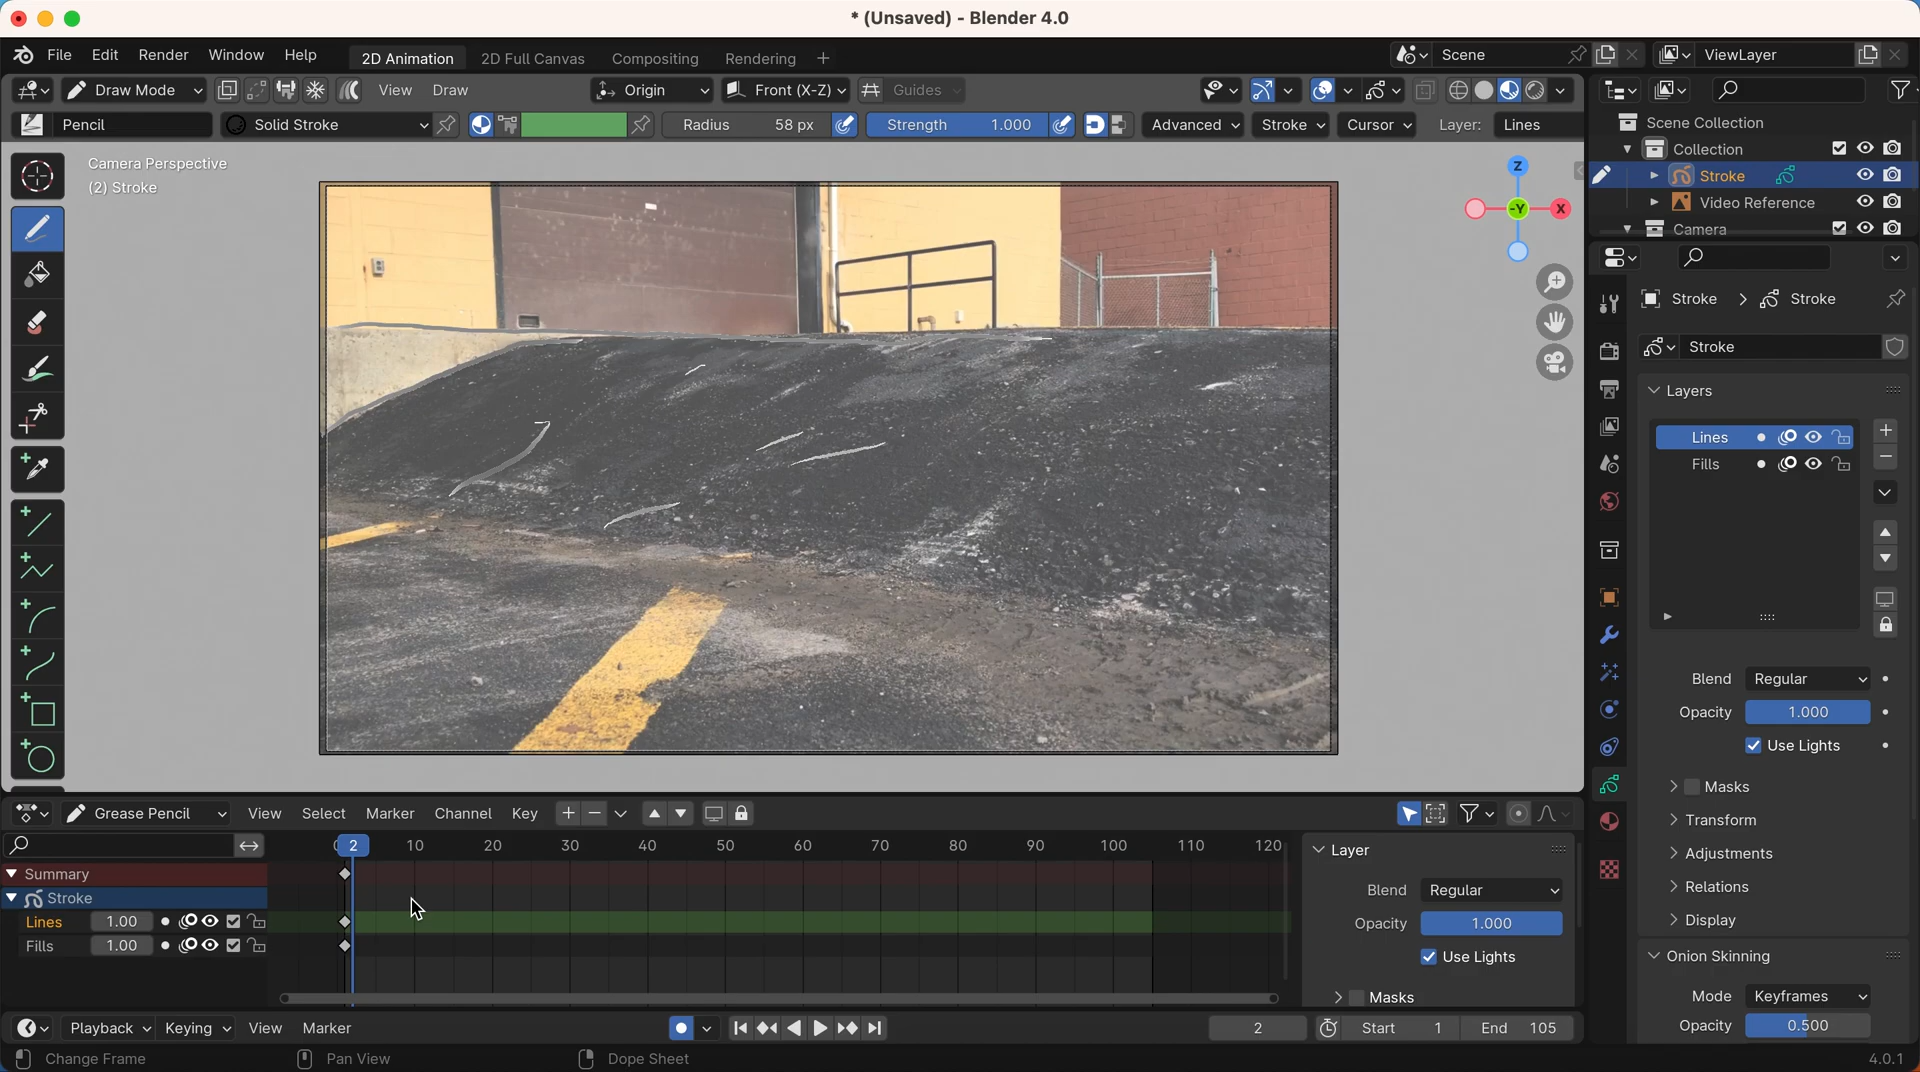 * (Unsaved) - Blender 4.0
File Edit Render Window Help 2D Animation 2D Full Canvas Compositing Rendering + Scene ViewLayer
Draw Mode View Draw Origin Front (X-Z) Guides
Pencil Solid Stroke Radius 58 px Strength 1.000 Advanced Stroke Cursor Layer: Lines
Camera Perspective
(2) Stroke
Z
-Y
X
Scene Collection
Collection
Stroke
Video Reference
Camera
Stroke > Stroke
Stroke
Layers
Lines
Fills
Blend Regular
Opacity 1.000
Use Lights
Masks
Transform
Adjustments
Relations
Display
Onion Skinning
Mode Keyframes
Opacity 0.500
Grease Pencil View Select Marker Channel Key
2 10 20 30 40 50 60 70 80 90 100 110 120
Summary
Stroke
Lines 1.00
Fills 1.00
Layer
Blend Regular
Opacity 1.000
Use Lights
Masks
Playback Keying View Marker 2 Start 1 End 105
Change Frame Pan View Dope Sheet 4.0.1